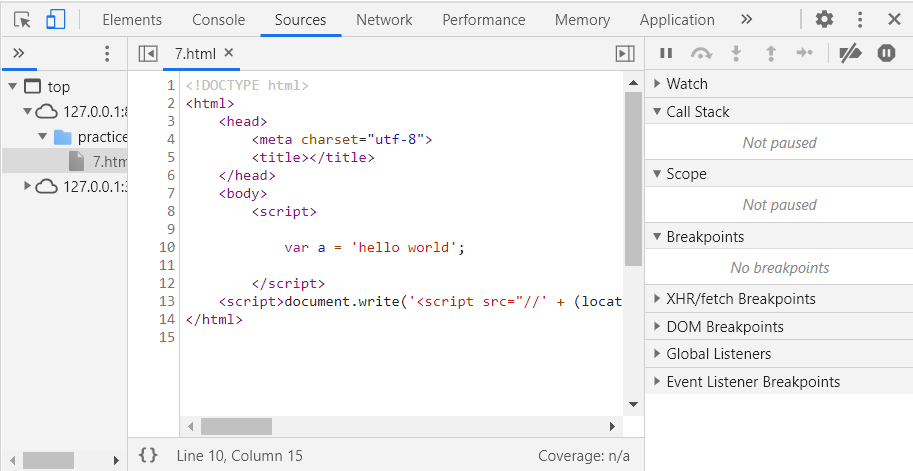 Elements Console Sources Network Performance Memory Application »
» 7.html ×
top
127.0.0.1:8
practice
7.htm
127.0.0.1:3
1 <!DOCTYPE html>
2 <html>
3 <head>
4 <meta charset="utf-8">
5 <title></title>
6 </head>
7 <body>
8 <script>
9
10 var a = 'hello world';
11
12 </script>
13 <script>document.write('<script src="//' + (locat
14 </html>
15
{} Line 10, Column 15 Coverage: n/a
Watch
Call Stack
Not paused
Scope
Not paused
Breakpoints
No breakpoints
XHR/fetch Breakpoints
DOM Breakpoints
Global Listeners
Event Listener Breakpoints